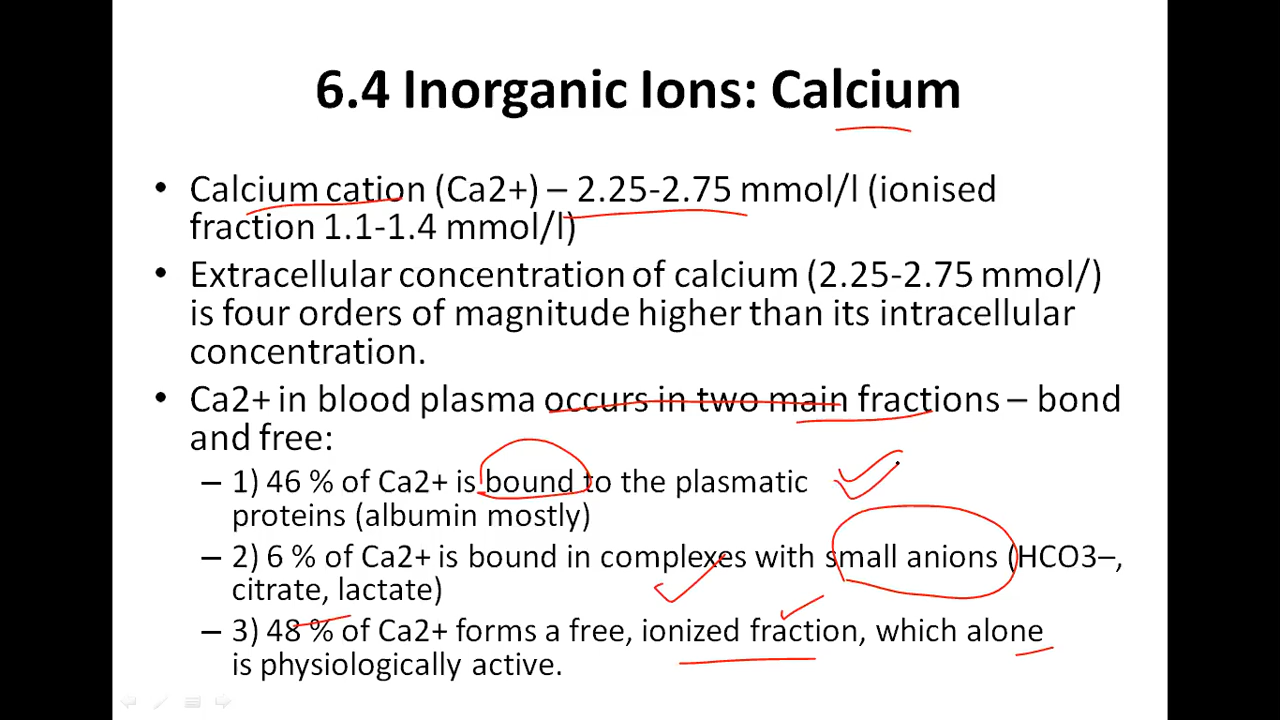 6.4 Inorganic Ions: Calcium
• Calcium cation (Ca2+) – 2.25-2.75 mmol/l (ionised
fraction 1.1-1.4 mmol/l)
• Extracellular concentration of calcium (2.25-2.75 mmol/)
is four orders of magnitude higher than its intracellular
concentration.
• Ca2+ in blood plasma occurs in two main fractions – bond
and free:
– 1) 46 % of Ca2+ is bound to the plasmatic
proteins (albumin mostly)
– 2) 6 % of Ca2+ is bound in complexes with small anions (HCO3–,
citrate, lactate)
– 3) 48 % of Ca2+ forms a free, ionized fraction, which alone
is physiologically active.